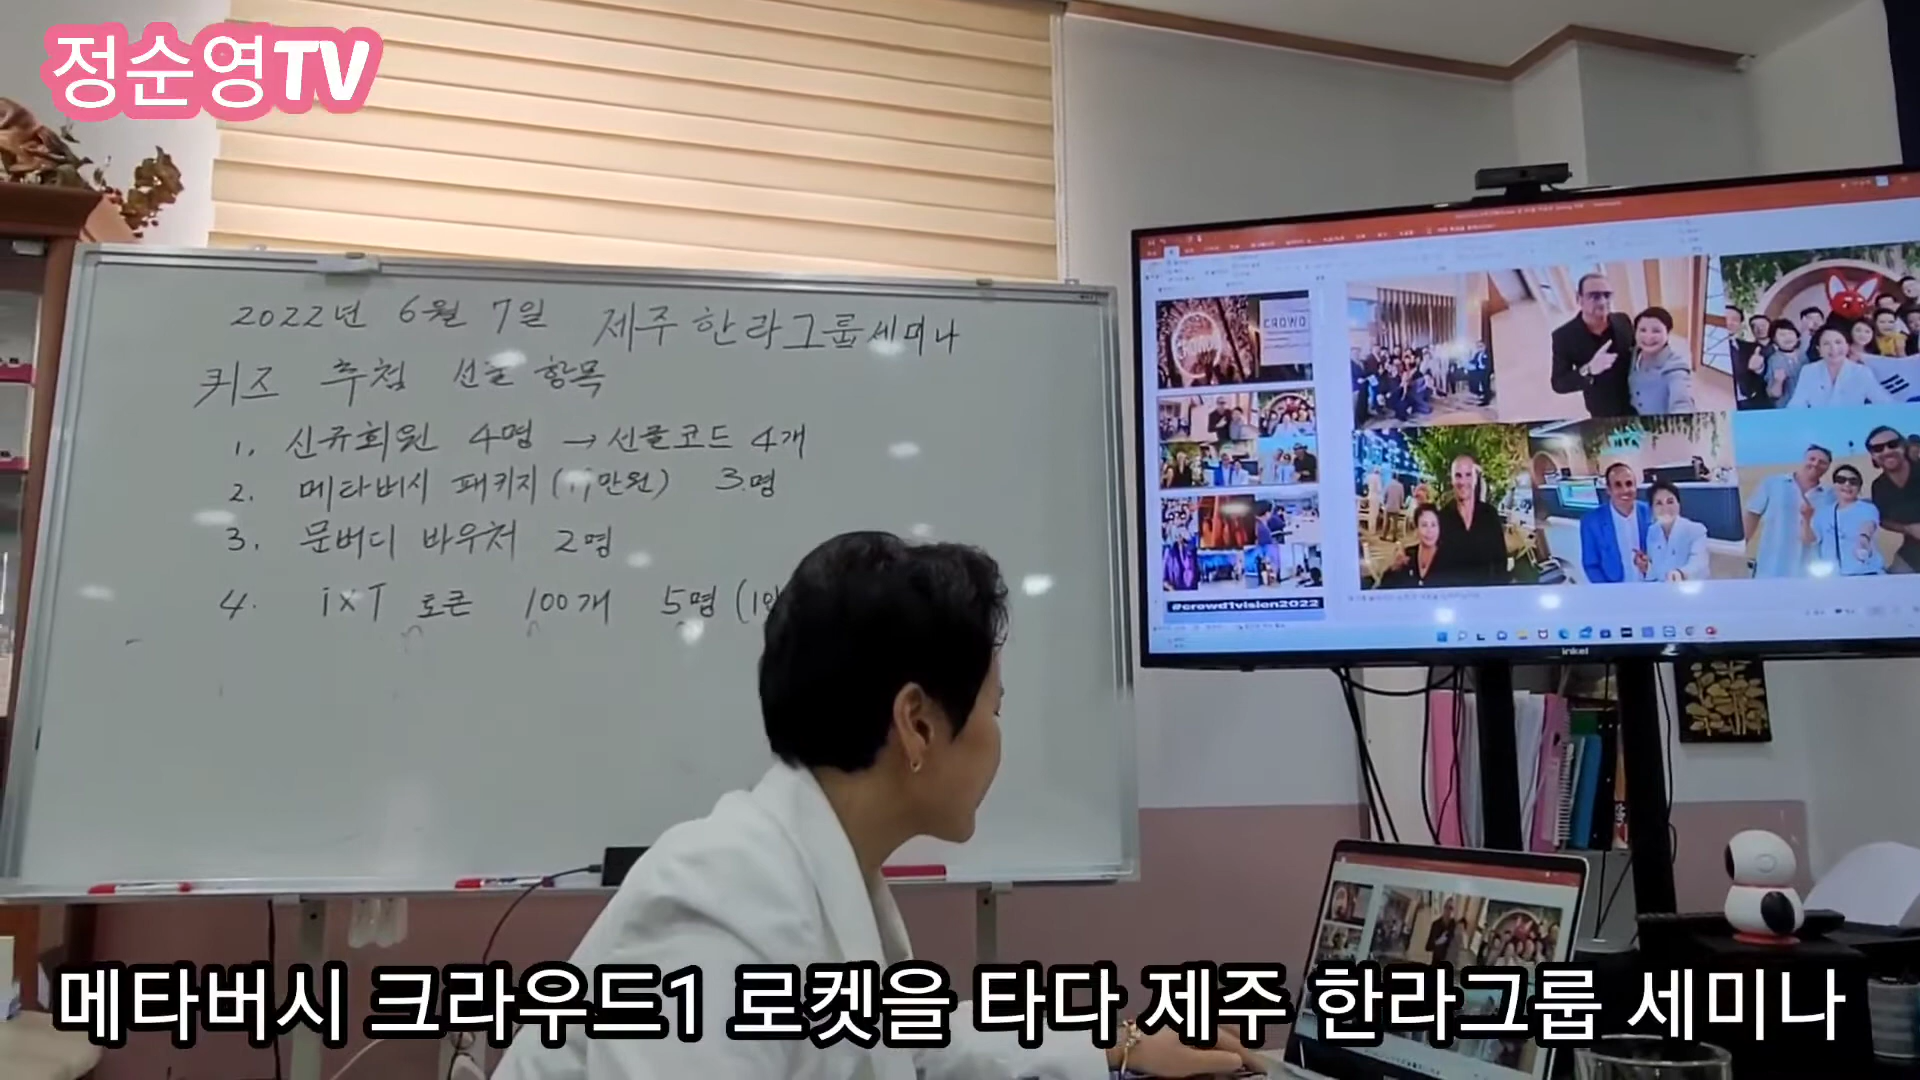 정순영TV
2022년 6월 7일 제주한라그룹세미나
퀴즈 추첨 선물 항목
1. 신규회원 4명 → 선물코드 4개
2. 메타버시 패키지 (만원) 3명
3. 문버디 바우처 2명
4. ixT 토큰 100개 5명 (1인
CROWD
#crowd1vision2022
inkel
메타버시 크라우드1 로켓을 타다 제주 한라그룹 세미나